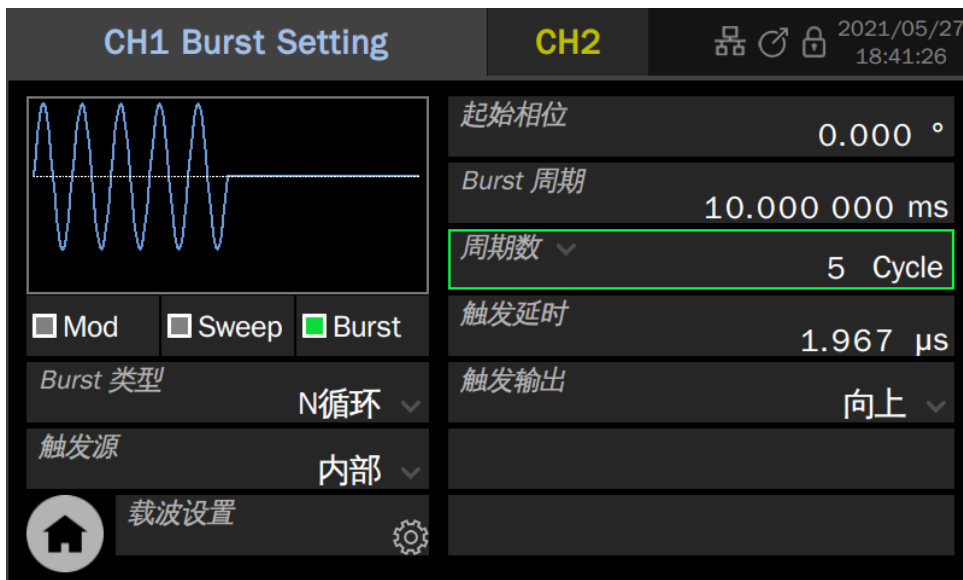 CH1 Burst Setting
CH2
2021/05/27
18:41:26
起始相位
0.000 °
Burst 周期
10.000 000 ms
周期数
5 Cycle
触发延时
1.967 μs
触发输出
向上
Mod
Sweep
Burst
Burst 类型
N循环
触发源
内部
载波设置